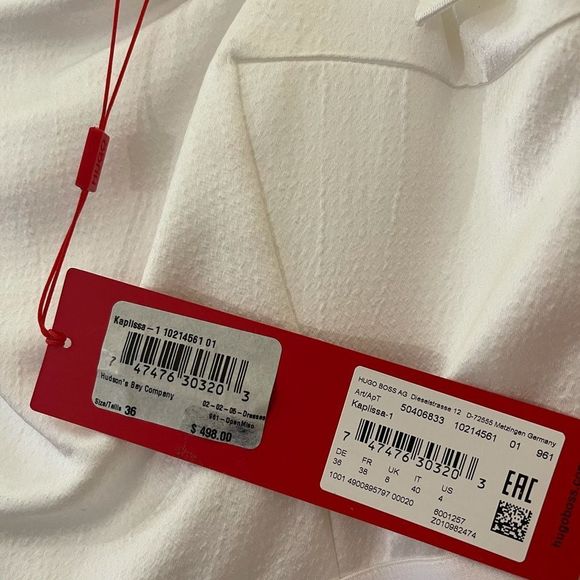 HUGO
Kaplissa-1 10214561 01
7 47476 30320 3
Hudson's Bay Company
02-02-05-Dresses
961-OpenMisc
Size/Taille 36
$ 498.00
HUGO BOSS AG Dieselstrasse 12 D-72555 Metzingen Germany
Art/ApT 50406833 10214561 01 961
Kaplissa-1
7 47476 30320 3
DE FR UK IT US
36 38 8 40 4
1001 4900895797 00020
6001257
Z010982474
EAC
hugoboss.c